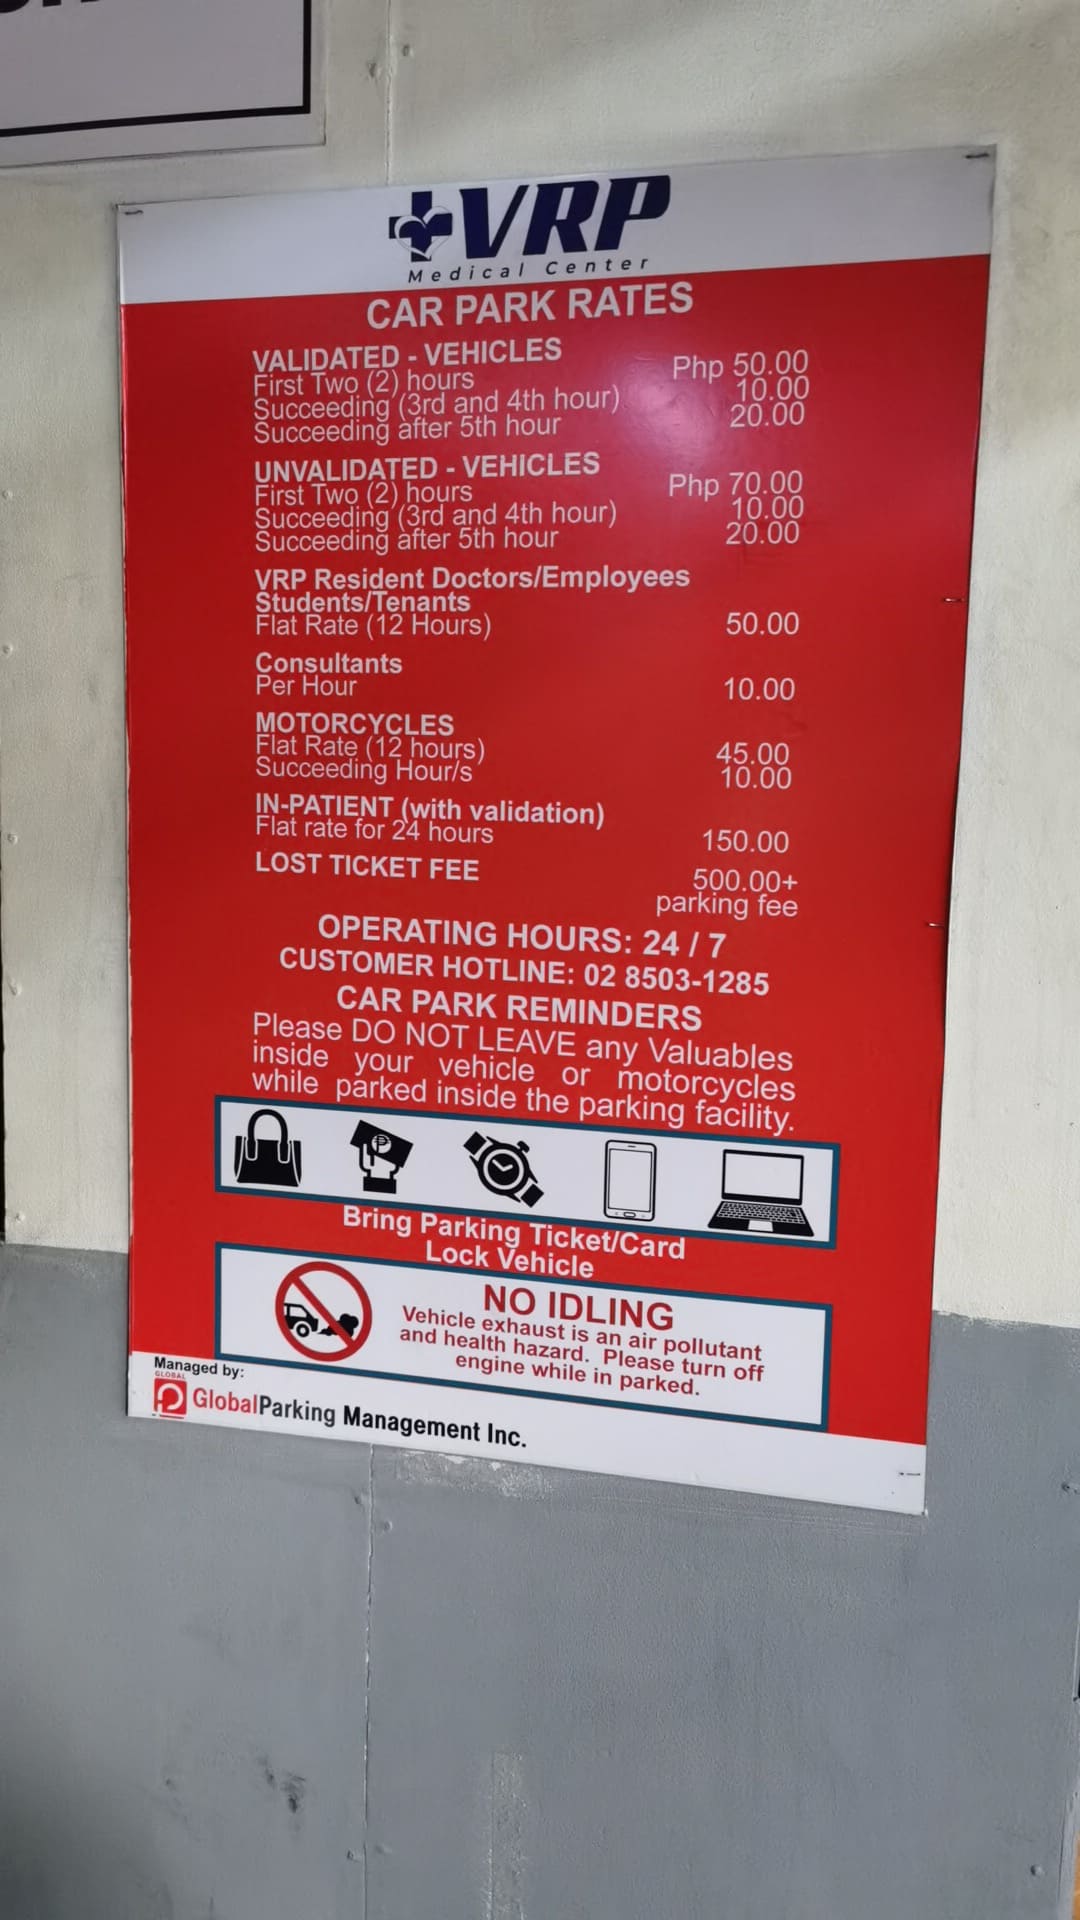 VRP
Medical Center
CAR PARK RATES
VALIDATED - VEHICLES
First Two (2) hours Php 50.00
Succeeding (3rd and 4th hour) 10.00
Succeeding after 5th hour 20.00
UNVALIDATED - VEHICLES
First Two (2) hours Php 70.00
Succeeding (3rd and 4th hour) 10.00
Succeeding after 5th hour 20.00
VRP Resident Doctors/Employees
Students/Tenants
Flat Rate (12 Hours) 50.00
Consultants
Per Hour 10.00
MOTORCYCLES
Flat Rate (12 hours) 45.00
Succeeding Hour/s 10.00
IN-PATIENT (with validation)
Flat rate for 24 hours 150.00
LOST TICKET FEE 500.00+
parking fee
OPERATING HOURS: 24 / 7
CUSTOMER HOTLINE: 02 8503-1285
CAR PARK REMINDERS
Please DO NOT LEAVE any Valuables
inside your vehicle or motorcycles
while parked inside the parking facility.
₱
Bring Parking Ticket/Card
Lock Vehicle
NO IDLING
Vehicle exhaust is an air pollutant
and health hazard. Please turn off
engine while in parked.
Managed by:
GLOBAL
GlobalParking Management Inc.